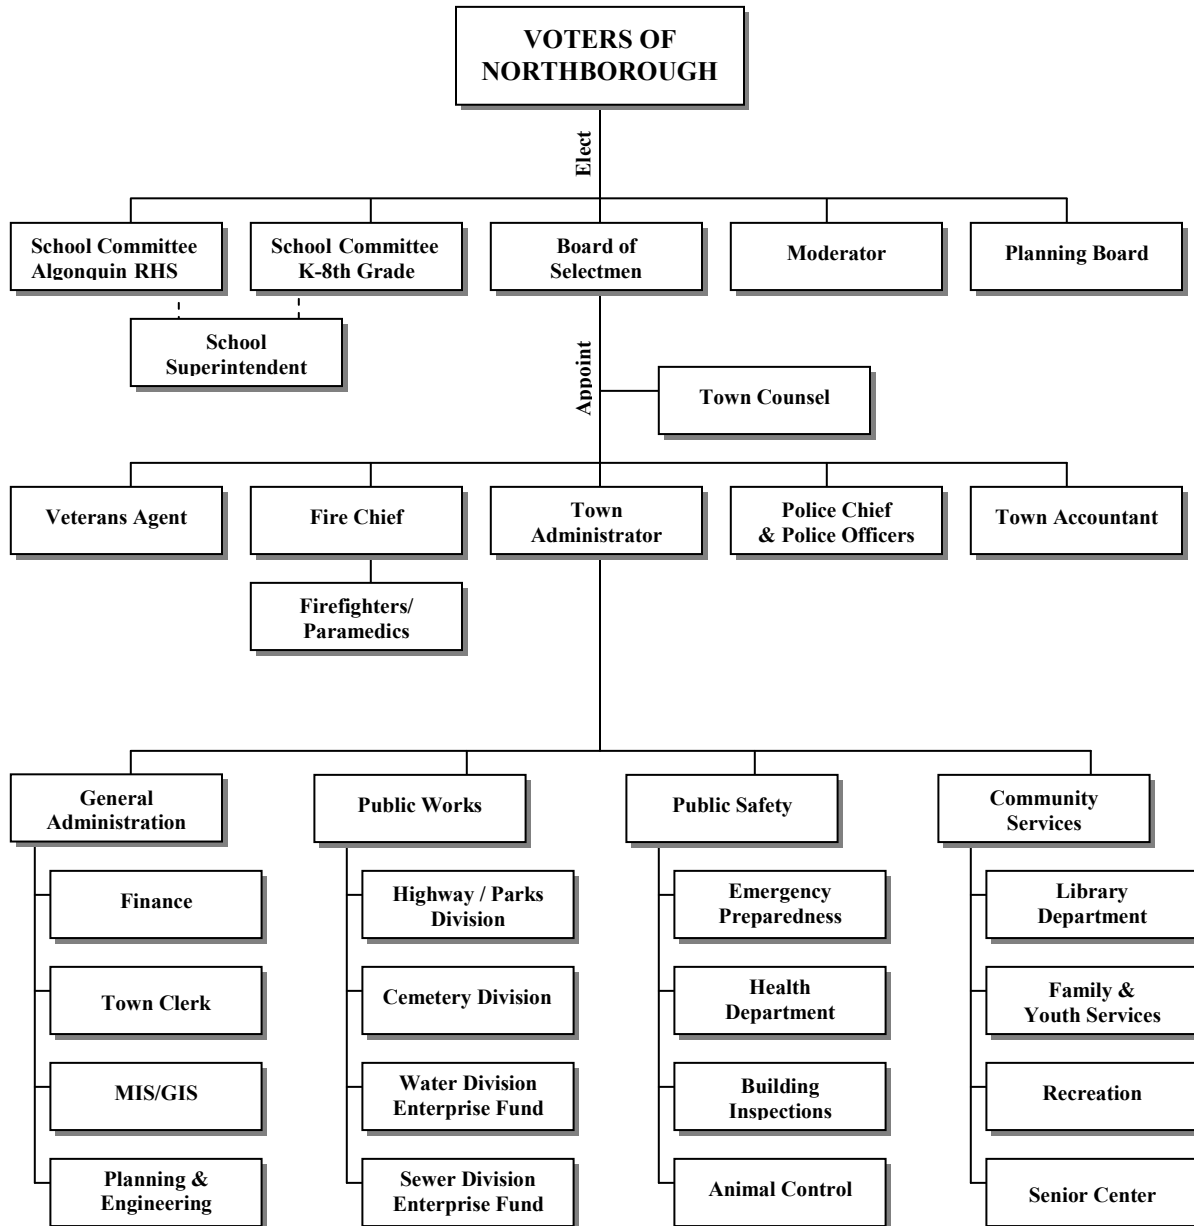 VOTERS OF
NORTHBOROUGH
Elect
School Committee
Algonquin RHS
School Committee
K-8th Grade
Board of
Selectmen
Moderator
Planning Board
School
Superintendent
Appoint
Town Counsel
Veterans Agent
Fire Chief
Town
Administrator
Police Chief
& Police Officers
Town Accountant
Firefighters/
Paramedics
General
Administration
Public Works
Public Safety
Community
Services
Finance
Highway / Parks
Division
Emergency
Preparedness
Library
Department
Town Clerk
Cemetery Division
Health
Department
Family &
Youth Services
MIS/GIS
Water Division
Enterprise Fund
Building
Inspections
Recreation
Planning &
Engineering
Sewer Division
Enterprise Fund
Animal Control
Senior Center